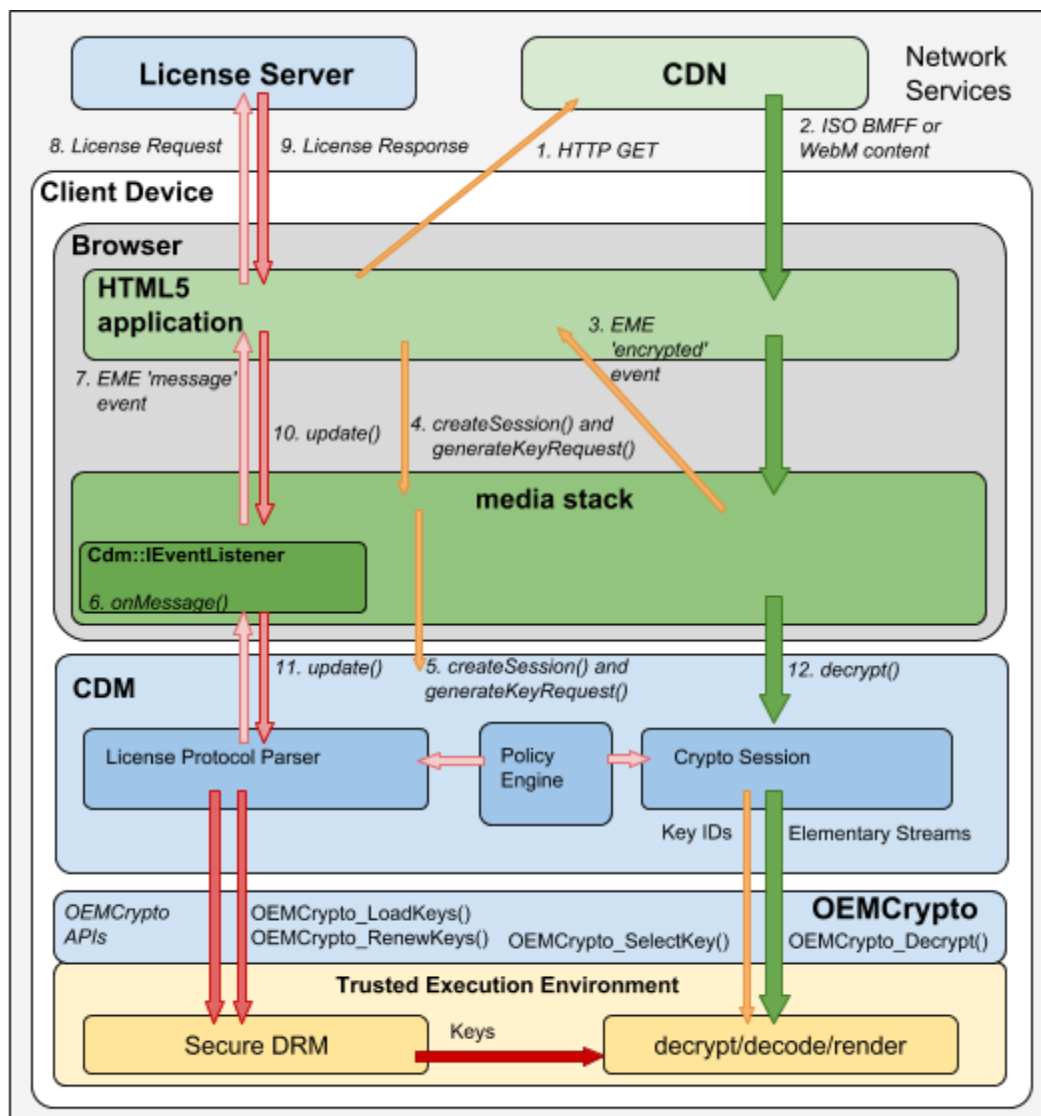 License Server
CDN
Network
Services
8. License Request
9. License Response
1. HTTP GET
2. ISO BMFF or
WebM content
Client Device
Browser
HTML5
application
3. EME
'encrypted'
event
7. EME 'message'
event
10. update()
4. createSession() and
generateKeyRequest()
media stack
Cdm::IEventListener
6. onMessage()
11. update()
5. createSession() and
generateKeyRequest()
12. decrypt()
CDM
License Protocol Parser
Policy
Engine
Crypto Session
Key IDs
Elementary Streams
OEMCrypto
APIs
OEMCrypto_LoadKeys()
OEMCrypto_RenewKeys()
OEMCrypto_SelectKey()
OEMCrypto
OEMCrypto_Decrypt()
Trusted Execution Environment
Secure DRM
Keys
decrypt/decode/render